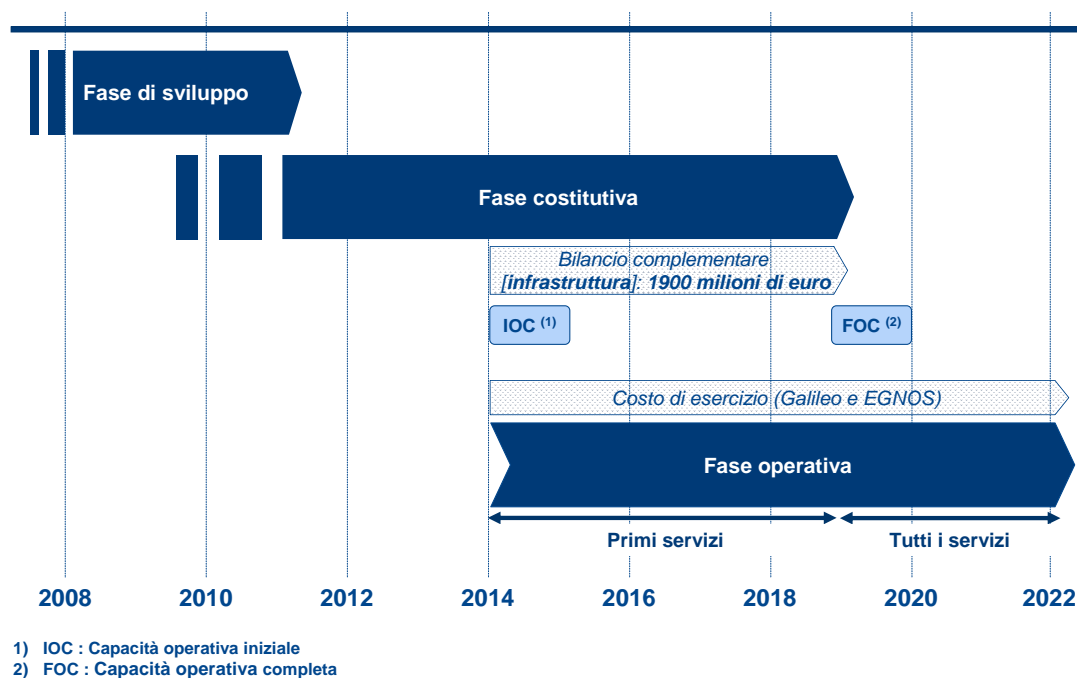 Fase di sviluppo
Fase costitutiva
Bilancio complementare
[infrastruttura]: 1900 milioni di euro
IOC (1)
FOC (2)
Costo di esercizio (Galileo e EGNOS)
Fase operativa
Primi servizi
Tutti i servizi
2008 2010 2012 2014 2016 2018 2020 2022
1) IOC : Capacità operativa iniziale
2) FOC : Capacità operativa completa